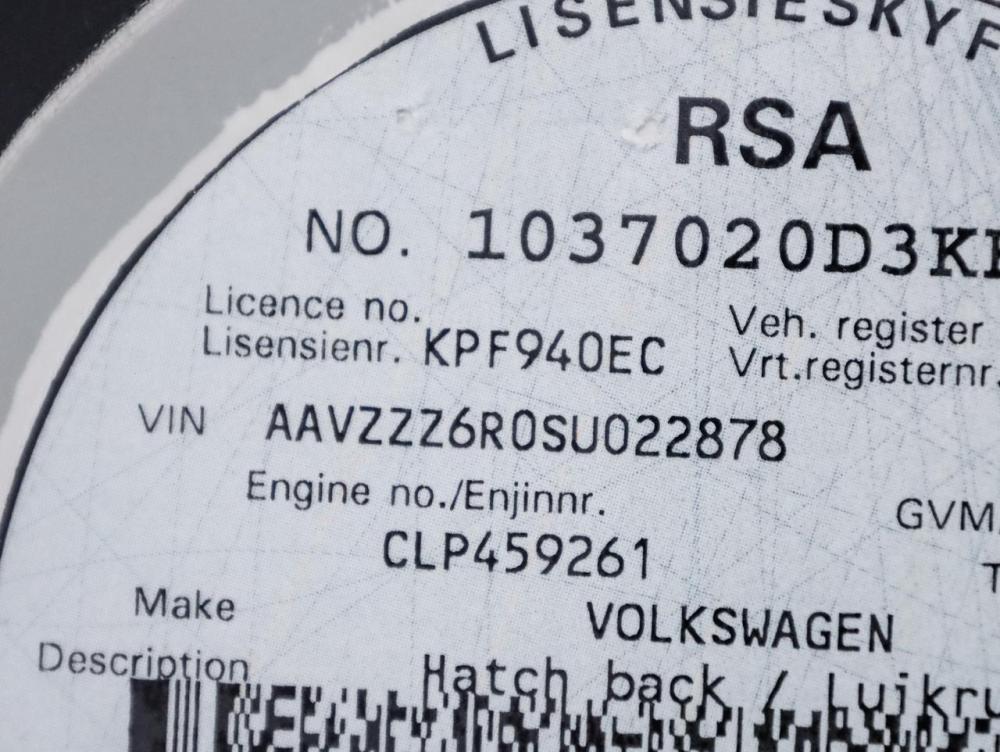 LISENSIESKYF
RSA
NO. 1037020D3K
Licence no.
Lisensienr. KPF940EC
Veh. register
Vrt.registernr.
VIN AAVZZZ6R0SU022878
Engine no./Enjinnr.
CLP459261
GVM
Make VOLKSWAGEN
Description Hatch back / Luikru